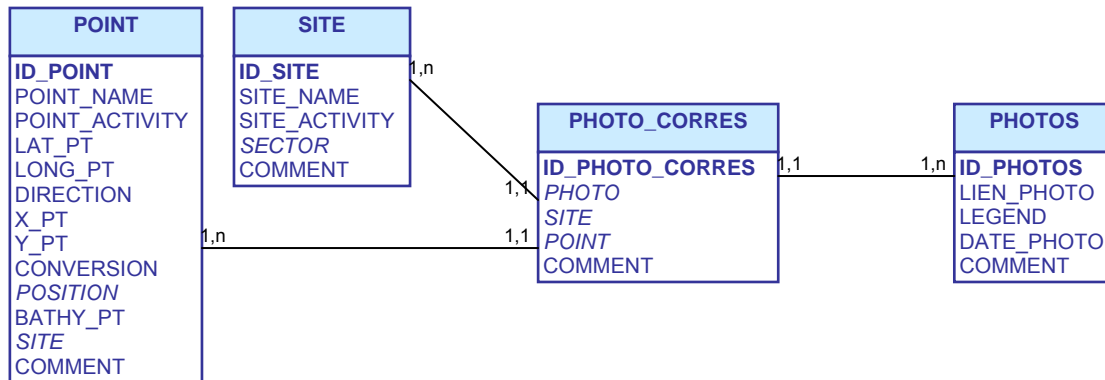 POINT
ID_POINT
POINT_NAME
POINT_ACTIVITY
LAT_PT
LONG_PT
DIRECTION
X_PT
Y_PT
CONVERSION
POSITION
BATHY_PT
SITE
COMMENT
SITE
ID_SITE
SITE_NAME
SITE_ACTIVITY
SECTOR
COMMENT
1,n
1,1
1,n
1,1
PHOTO_CORRES
ID_PHOTO_CORRES
PHOTO
SITE
POINT
COMMENT
1,1
1,n
PHOTOS
ID_PHOTOS
LIEN_PHOTO
LEGEND
DATE_PHOTO
COMMENT